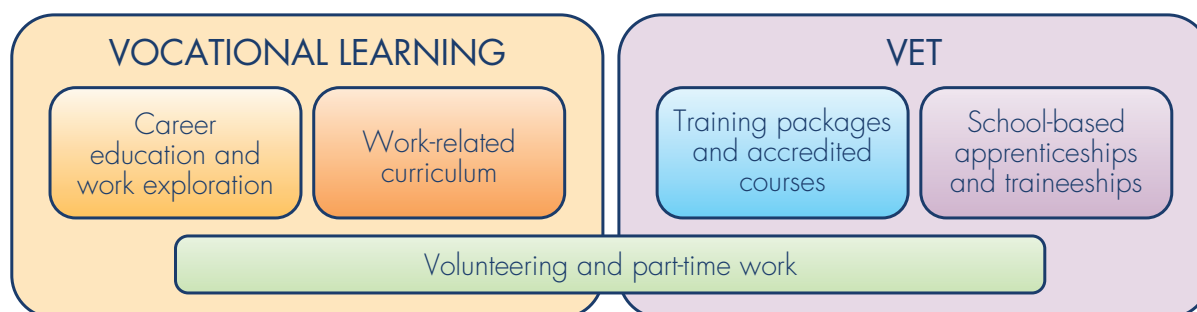 VOCATIONAL LEARNING
Career
education and
work exploration
Work-related
curriculum
VET
Training packages
and accredited
courses
School-based
apprenticeships
and traineeships
Volunteering and part-time work